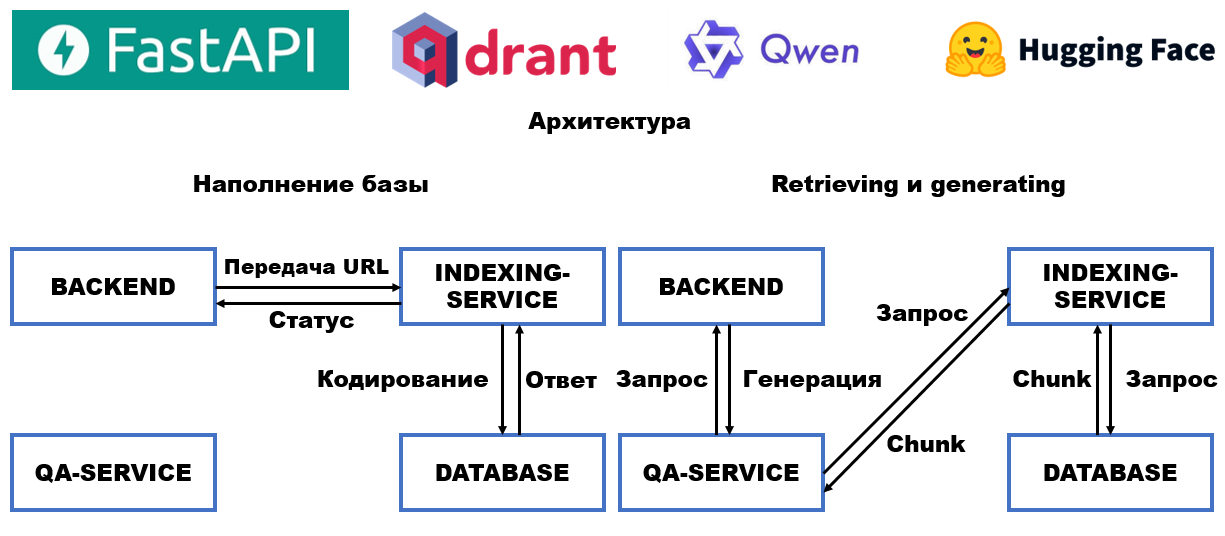 FastAPI
qdrant
Qwen
Hugging Face
Архитектура
Наполнение базы
Retrieving и generating
BACKEND
Передача URL
Статус
INDEXING-
SERVICE
Кодирование
Ответ
QA-SERVICE
DATABASE
BACKEND
INDEXING-
SERVICE
Запрос
Запрос
Генерация
Chunk
Запрос
Chunk
QA-SERVICE
DATABASE